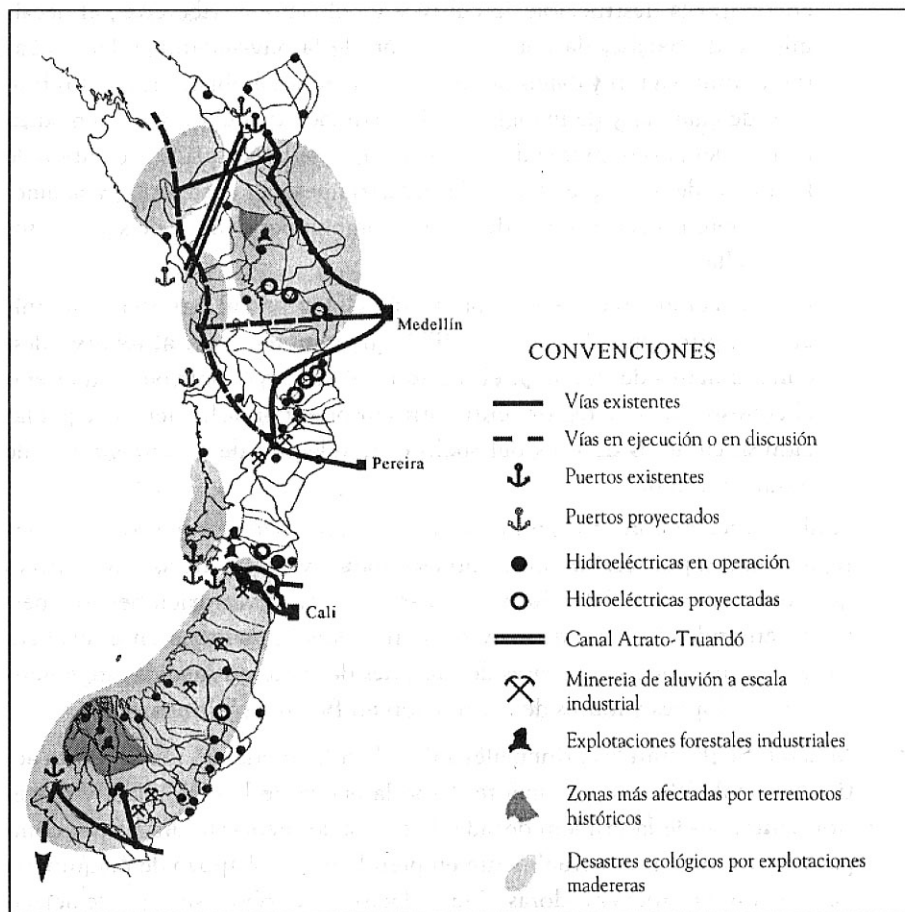 Medellín
CONVENCIONES
Vías existentes
Vías en ejecución o en discusión
Pereira
Puertos existentes
Puertos proyectados
Hidroeléctricas en operación
Hidroeléctricas proyectadas
Cali
Canal Atrato-Truandó
Minereia de aluvión a escala
industrial
Explotaciones forestales industriales
Zonas más afectadas por terremotos
históricos
Desastres ecológicos por explotaciones
madereras